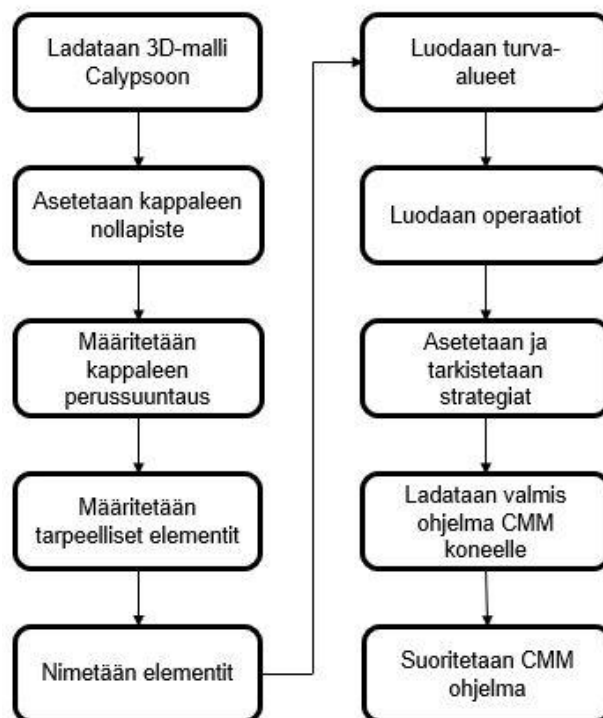 Ladataan 3D-malli
Calypsoon
Asetetaan kappaleen
nollapiste
Määritetään
kappaleen
perussuuntaus
Määritetään
tarpeelliset elementit
Nimetään elementit
Luodaan turva-
alueet
Luodaan operaatiot
Asetetaan ja
tarkistetaan
strategiat
Ladataan valmis
ohjelma CMM
koneelle
Suoritetaan CMM
ohjelma